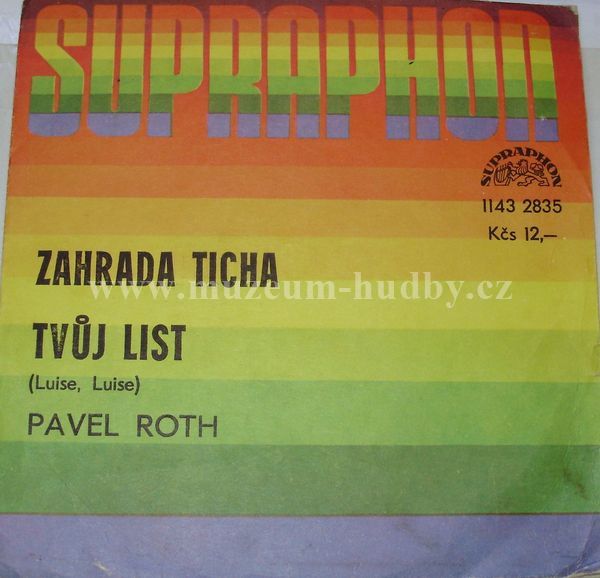 SUPRAPHON
SUPRAPHON
1143 2835
Kčs 12,—
ZAHRADA TICHA
www.muzeum-hudby.cz
TVŮJ LIST
(Luise, Luise)
PAVEL ROTH